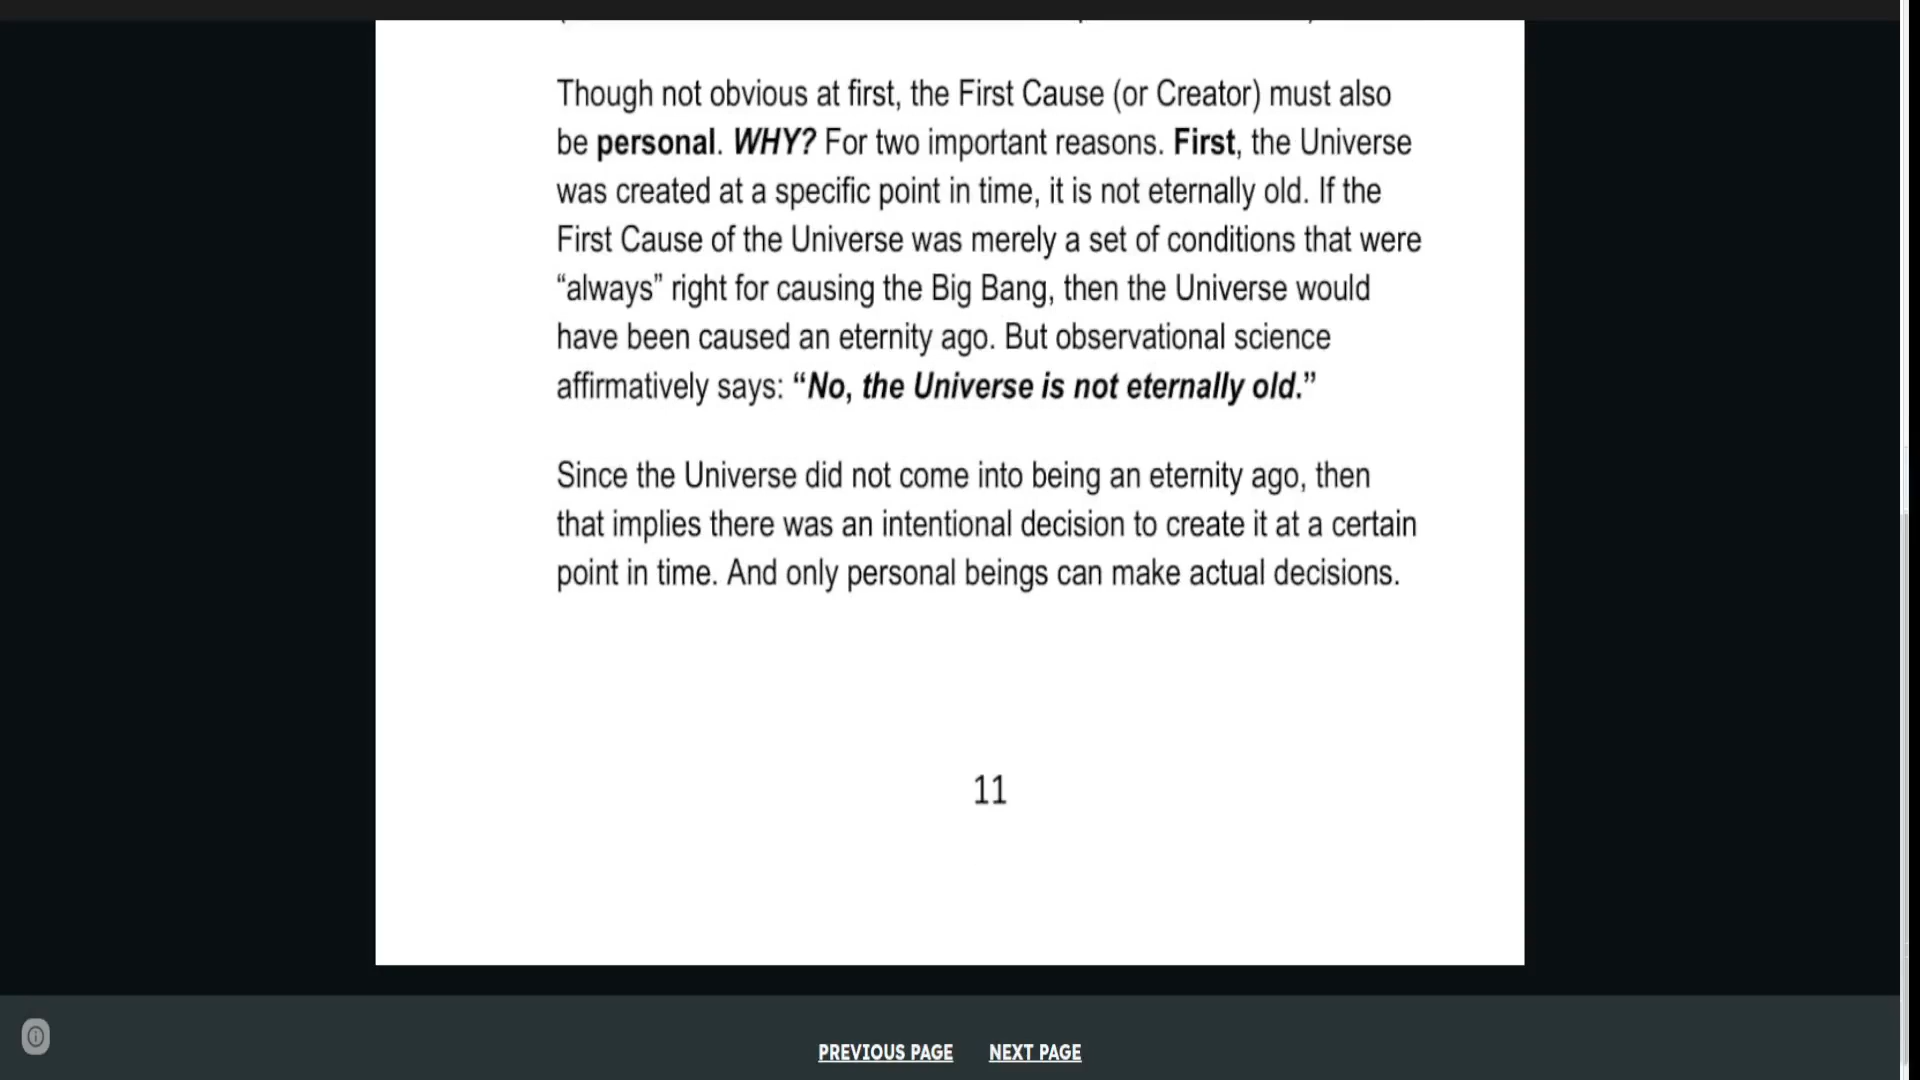 Though not obvious at first, the First Cause (or Creator) must also
be personal. WHY? For two important reasons. First, the Universe
was created at a specific point in time, it is not eternally old. If the
First Cause of the Universe was merely a set of conditions that were
“always” right for causing the Big Bang, then the Universe would
have been caused an eternity ago. But observational science
affirmatively says: “No, the Universe is not eternally old.”
Since the Universe did not come into being an eternity ago, then
that implies there was an intentional decision to create it at a certain
point in time. And only personal beings can make actual decisions.
11
PREVIOUS PAGE NEXT PAGE